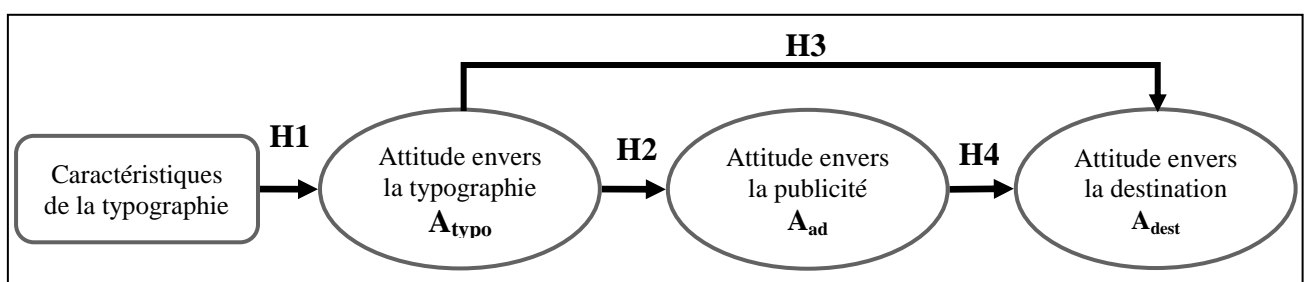 H3
H1
H2
H4
Caractéristiques
de la typographie
Attitude envers
la typographie
Atypo
Attitude envers
la publicité
Aad
Attitude envers
la destination
Adest